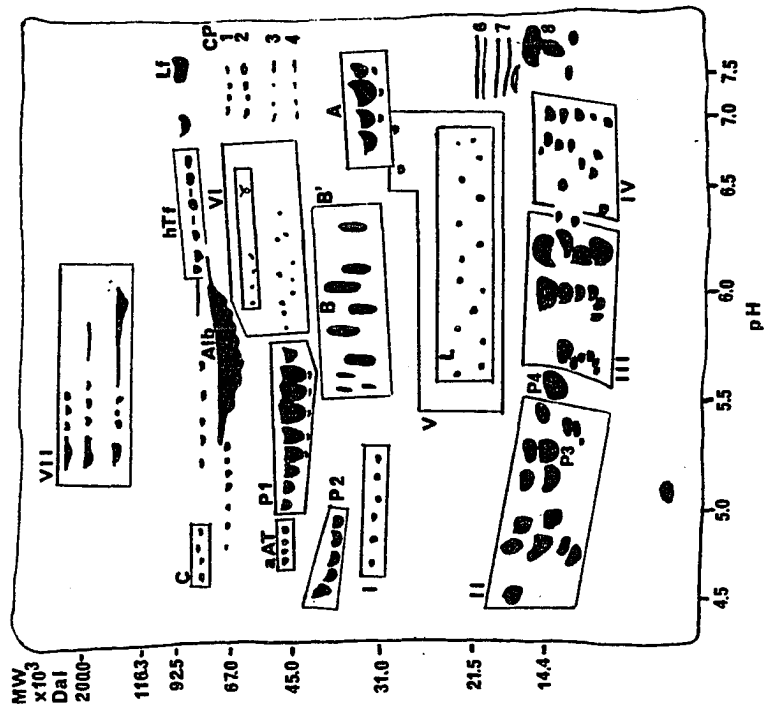 MW
x10³
Dal
200.0-
116.3-
92.5-
67.0-
45.0-
31.0-
21.5-
14.4-
VII
hTf
Lf
CP
1
2
3
4
VI
γ
Alb
C
P1
aAT
P2
I
B
B'
A
V
L
6
7
8
II
P3
P4
III
IV
4.5
5.0
5.5
6.0
6.5
7.0
7.5
pH